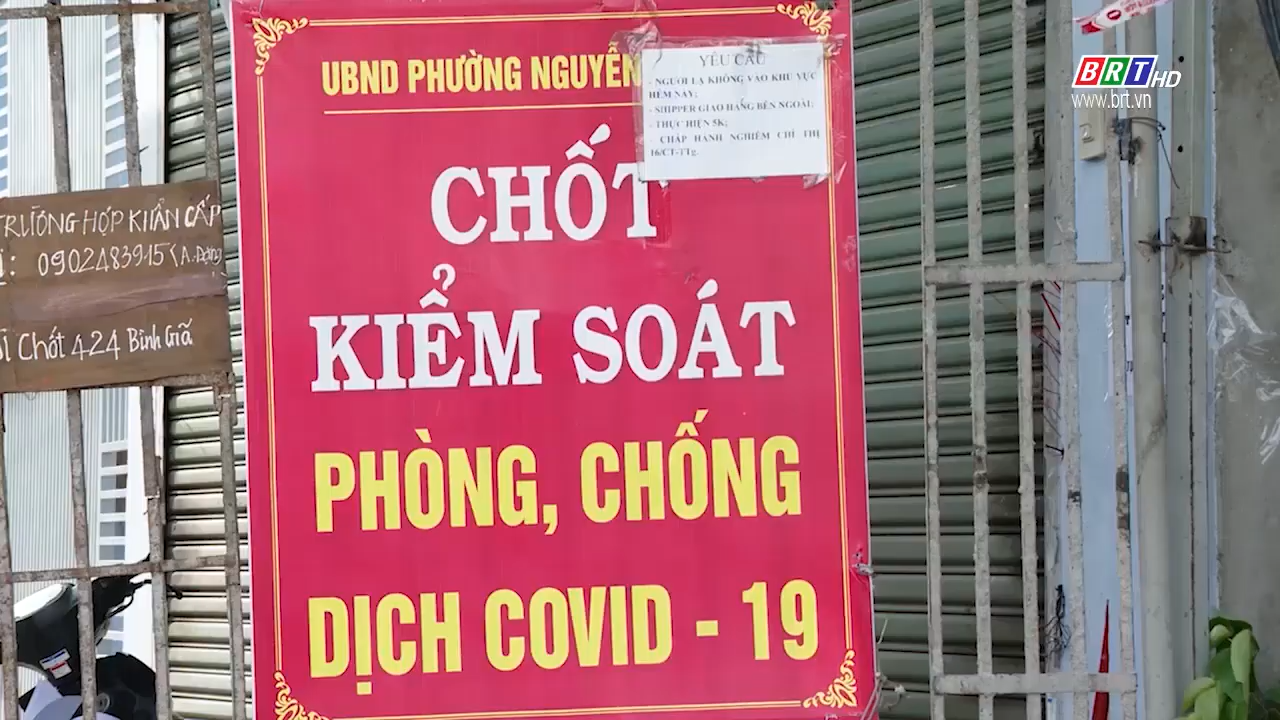 BRT HD
www.brt.vn
UBND PHƯỜNG NGUYỄN
YÊU CẦU
- NGƯỜI LẠ KHÔNG VÀO KHU VỰC
HẺM NÀY;
- SHIPPER GIAO HÀNG BÊN NGOÀI;
- THỰC HIỆN 5K;
- CHẤP HÀNH NGHIÊM CHỈ THỊ
16/CT-TTg.
CHỐT
KIỂM SOÁT
PHÒNG, CHỐNG
DỊCH COVID - 19
TRƯỜNG HỢP KHẨN CẤP
: 0902483915 (A.Dặng
Chốt 424 Bình Giã